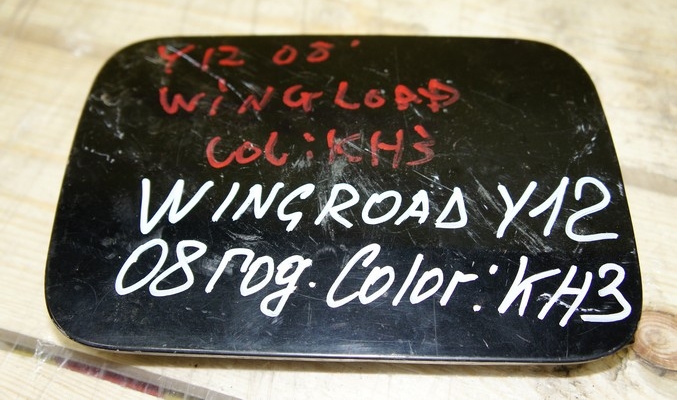 Y12 08'
WINGLOAD
COL:KH3
WINGROAD Y12
08 год. Color: KH3